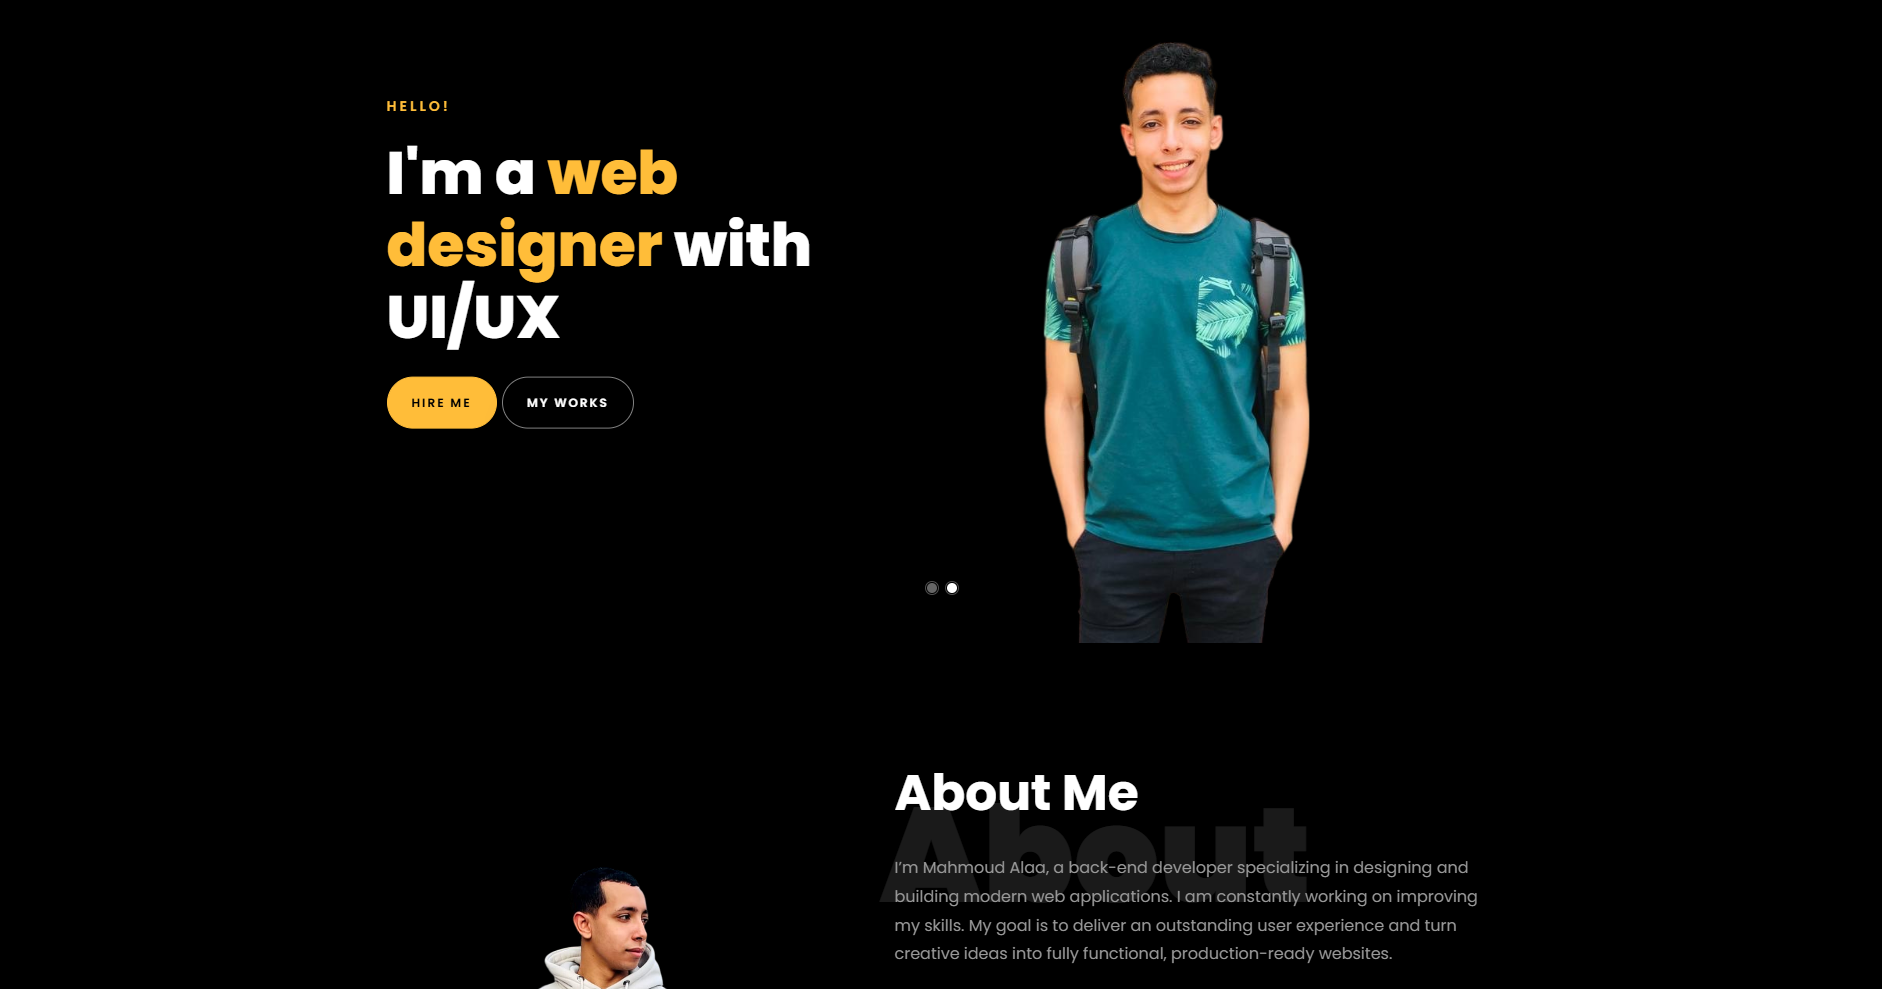 HELLO!
I'm a web
designer with
UI/UX
HIRE ME
MY WORKS
About Me
About
I'm Mahmoud Alaa, a back-end developer specializing in designing and
building modern web applications. I am constantly working on improving
my skills. My goal is to deliver an outstanding user experience and turn
creative ideas into fully functional, production-ready websites.